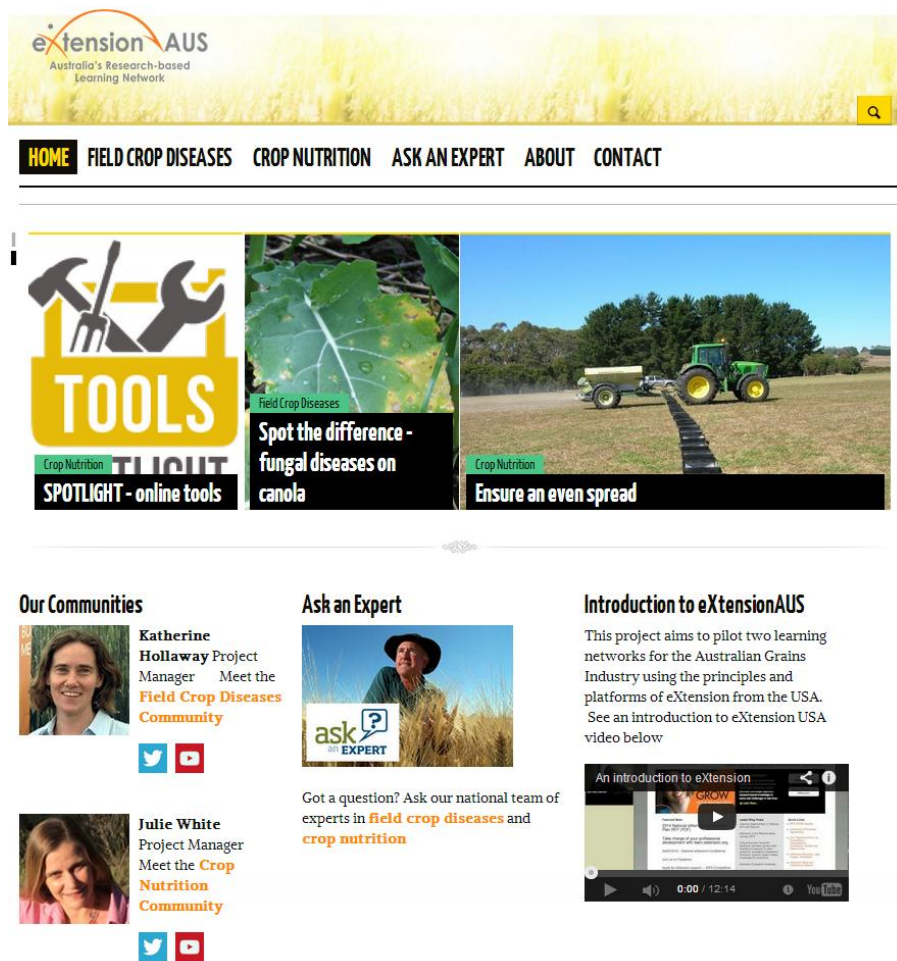 eXtension AUS
Australia's Research-based
Learning Network
HOME FIELD CROP DISEASES CROP NUTRITION ASK AN EXPERT ABOUT CONTACT
TOOLS
Crop Nutrition
SPOTLIGHT - online tools
Field Crop Diseases
Spot the difference -
fungal diseases on
canola
Crop Nutrition
Ensure an even spread
Our Communities
Katherine
Hollaway Project
Manager Meet the
Field Crop Diseases
Community
Julie White
Project Manager
Meet the Crop
Nutrition
Community
Ask an Expert
ask
an EXPERT
Got a question? Ask our national team of
experts in field crop diseases and
crop nutrition
Introduction to eXtensionAUS
This project aims to pilot two learning
networks for the Australian Grains
Industry using the principles and
platforms of eXtension from the USA.
See an introduction to eXtension USA
video below
An introduction to eXtension
GROW
0:00 / 12:14
YouTube